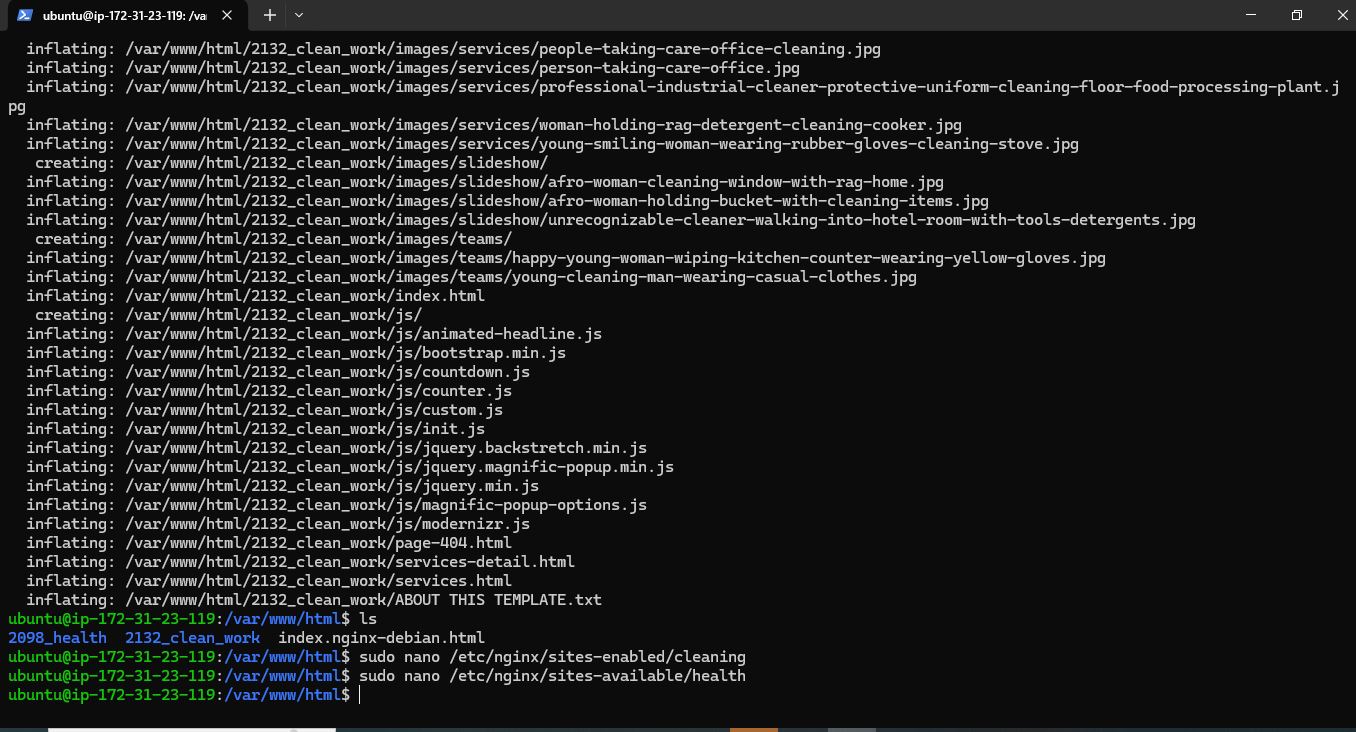 ubuntu@ip-172-31-23-119: /va
inflating: /var/www/html/2132_clean_work/images/services/people-taking-care-office-cleaning.jpg
inflating: /var/www/html/2132_clean_work/images/services/person-taking-care-office.jpg
inflating: /var/www/html/2132_clean_work/images/services/professional-industrial-cleaner-protective-uniform-cleaning-floor-food-processing-plant.j
pg
inflating: /var/www/html/2132_clean_work/images/services/woman-holding-rag-detergent-cleaning-cooker.jpg
inflating: /var/www/html/2132_clean_work/images/services/young-smiling-woman-wearing-rubber-gloves-cleaning-stove.jpg
creating: /var/www/html/2132_clean_work/images/slideshow/
inflating: /var/www/html/2132_clean_work/images/slideshow/afro-woman-cleaning-window-with-rag-home.jpg
inflating: /var/www/html/2132_clean_work/images/slideshow/afro-woman-holding-bucket-with-cleaning-items.jpg
inflating: /var/www/html/2132_clean_work/images/slideshow/unrecognizable-cleaner-walking-into-hotel-room-with-tools-detergents.jpg
creating: /var/www/html/2132_clean_work/images/teams/
inflating: /var/www/html/2132_clean_work/images/teams/happy-young-woman-wiping-kitchen-counter-wearing-yellow-gloves.jpg
inflating: /var/www/html/2132_clean_work/images/teams/young-cleaning-man-wearing-casual-clothes.jpg
inflating: /var/www/html/2132_clean_work/index.html
creating: /var/www/html/2132_clean_work/js/
inflating: /var/www/html/2132_clean_work/js/animated-headline.js
inflating: /var/www/html/2132_clean_work/js/bootstrap.min.js
inflating: /var/www/html/2132_clean_work/js/countdown.js
inflating: /var/www/html/2132_clean_work/js/counter.js
inflating: /var/www/html/2132_clean_work/js/custom.js
inflating: /var/www/html/2132_clean_work/js/init.js
inflating: /var/www/html/2132_clean_work/js/jquery.backstretch.min.js
inflating: /var/www/html/2132_clean_work/js/jquery.magnific-popup.min.js
inflating: /var/www/html/2132_clean_work/js/jquery.min.js
inflating: /var/www/html/2132_clean_work/js/magnific-popup-options.js
inflating: /var/www/html/2132_clean_work/js/modernizr.js
inflating: /var/www/html/2132_clean_work/page-404.html
inflating: /var/www/html/2132_clean_work/services-detail.html
inflating: /var/www/html/2132_clean_work/services.html
inflating: /var/www/html/2132_clean_work/ABOUT THIS TEMPLATE.txt
ubuntu@ip-172-31-23-119:/var/www/html$ ls
2098_health  2132_clean_work  index.nginx-debian.html
ubuntu@ip-172-31-23-119:/var/www/html$ sudo nano /etc/nginx/sites-enabled/cleaning
ubuntu@ip-172-31-23-119:/var/www/html$ sudo nano /etc/nginx/sites-available/health
ubuntu@ip-172-31-23-119:/var/www/html$